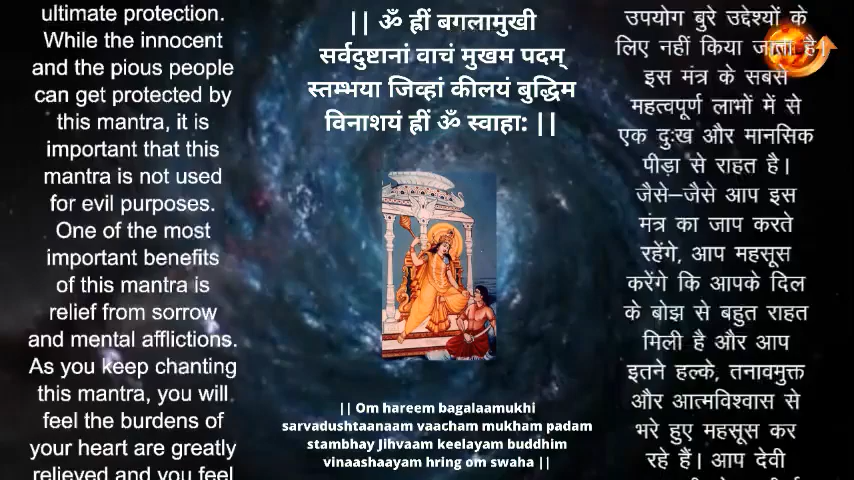 ultimate protection.
While the innocent
and the pious people
can get protected by
this mantra, it is
important that this
mantra is not used
for evil purposes.
One of the most
important benefits
of this mantra is
relief from sorrow
and mental afflictions.
As you keep chanting
this mantra, you will
feel the burdens of
your heart are greatly
relieved and you feel
|| ॐ ह्रीं बगलामुखी
सर्वदुष्टानां वाचं मुखम पदम्
स्तम्भया जिव्हां कीलयं बुद्धिम
विनाशयं ह्रीं ॐ स्वाहा: ||
|| Om hareem bagalaamukhi
sarvadushtaanaam vaacham mukham padam
stambhay Jihvaam keelayam buddhim
vinaashaayam hring om swaha ||
उपयोग बुरे उद्देश्यों के
लिए नहीं किया जाता है।
इस मंत्र के सबसे
महत्वपूर्ण लाभों में से
एक दुःख और मानसिक
पीड़ा से राहत है।
जैसे–जैसे आप इस
मंत्र का जाप करते
रहेंगे, आप महसूस
करेंगे कि आपके दिल
के बोझ से बहुत राहत
मिली है और आप
इतने हल्के, तनावमुक्त
और आत्मविश्वास से
भरे हुए महसूस कर
रहे हैं। आप देवी